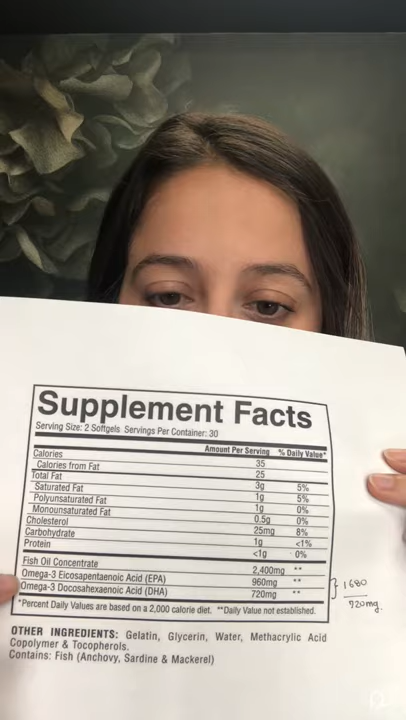 Supplement Facts
Serving Size: 2 Softgels Servings Per Container: 30
Amount Per Serving % Daily Value*
Calories 35
Calories from Fat 25
Total Fat 3g 5%
Saturated Fat 1g 5%
Polyunsaturated Fat 1g 0%
Monounsaturated Fat 0.5g 0%
Cholesterol 25mg 8%
Carbohydrate 1g <1%
Protein <1g 0%
Fish Oil Concentrate 2,400mg **
Omega-3 Eicosapentaenoic Acid (EPA) 960mg **
Omega-3 Docosahexaenoic Acid (DHA) 720mg **
1680
920mg.
*Percent Daily Values are based on a 2,000 calorie diet. **Daily Value not established.
OTHER INGREDIENTS: Gelatin, Glycerin, Water, Methacrylic Acid
Copolymer & Tocopherols.
Contains: Fish (Anchovy, Sardine & Mackerel)